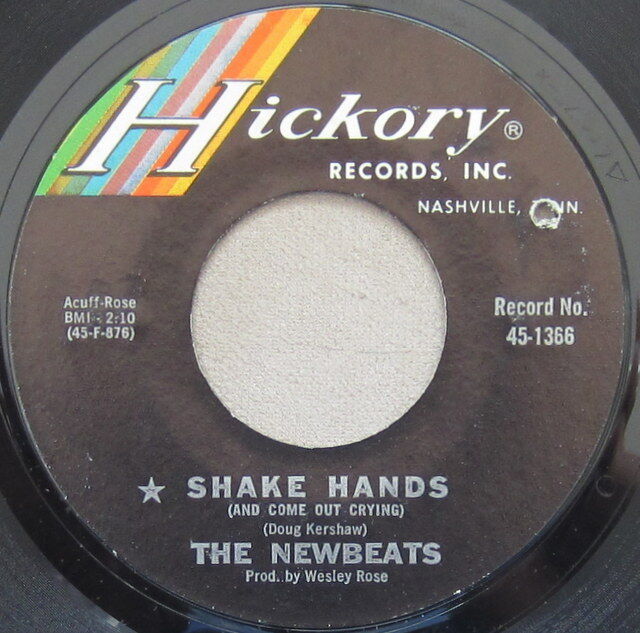 Hickory®
RECORDS, INC.
NASHVILLE,
Acuff-Rose
BMI - 2:10
(45-F-876)
Record No.
45-1366
★ SHAKE HANDS
(AND COME OUT CRYING)
(Doug Kershaw)
THE NEWBEATS
Prod. by Wesley Rose